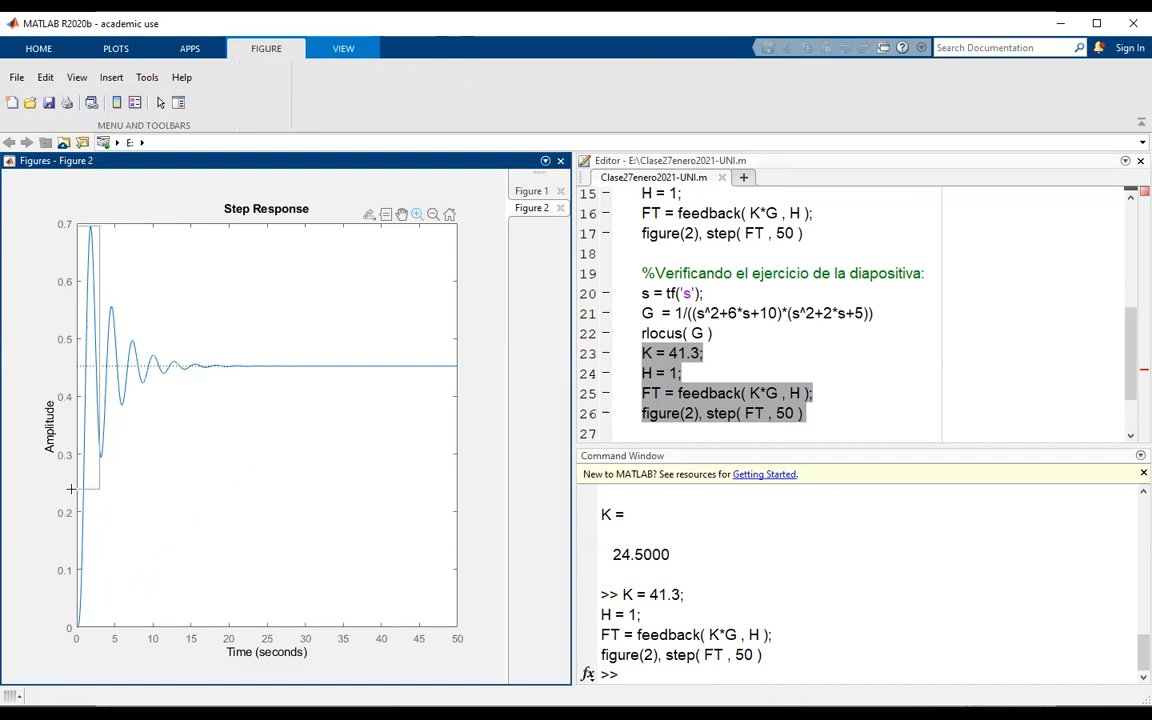 MATLAB R2020b - academic use
HOME PLOTS APPS FIGURE VIEW
Search Documentation
Sign In
File Edit View Insert Tools Help
MENU AND TOOLBARS
E:
Figures - Figure 2
Figure 1
Figure 2
Step Response
0.7
0.6
0.5
0.4
0.3
0.2
0.1
0
Amplitude
0 5 10 15 20 25 30 35 40 45 50
Time (seconds)
Editor - E:\Clase27enero2021-UNI.m
Clase27enero2021-UNI.m
15 H = 1;
16 FT = feedback( K*G , H );
17 figure(2), step( FT , 50 )
18
19 %Verificando el ejercicio de la diapositiva:
20 s = tf('s');
21 G = 1/((s^2+6*s+10)*(s^2+2*s+5))
22 rlocus( G )
23 K = 41.3;
24 H = 1;
25 FT = feedback( K*G , H );
26 figure(2), step( FT , 50 )
27
Command Window
New to MATLAB? See resources for Getting Started.
K =
24.5000
>> K = 41.3;
H = 1;
FT = feedback( K*G , H );
figure(2), step( FT , 50 )
fx >>